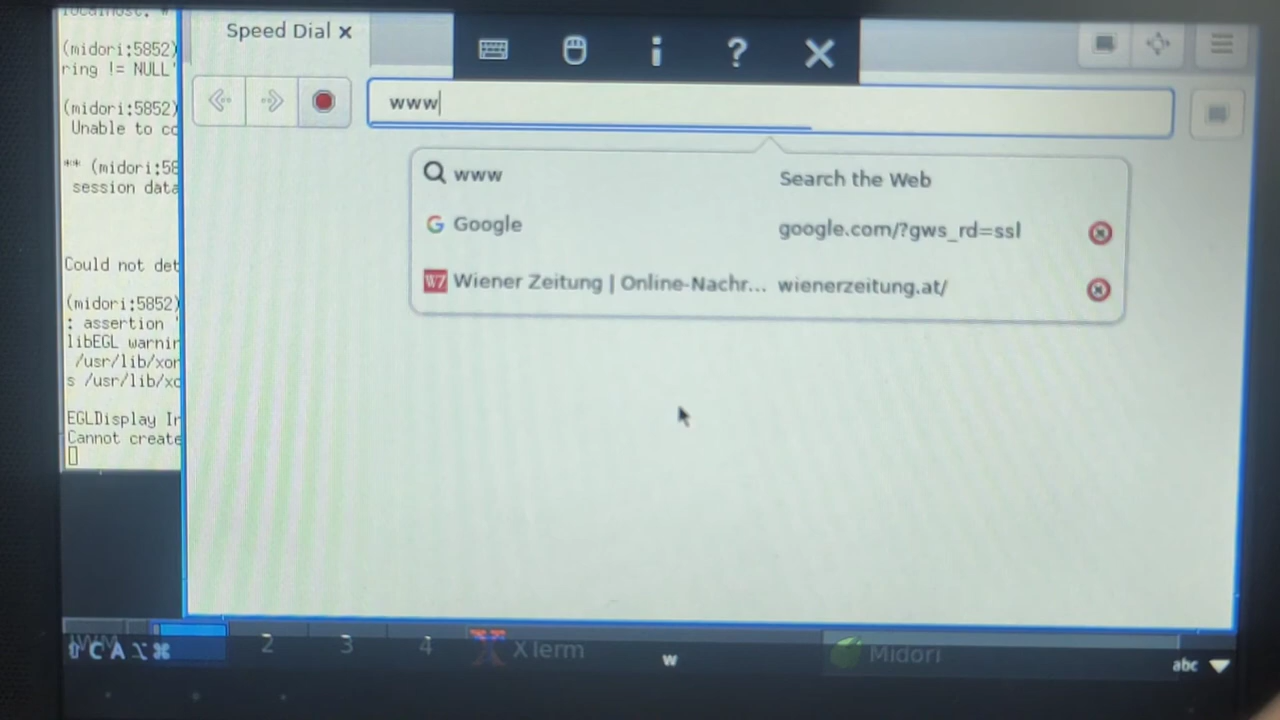 localhost. #
(midori:5852)
ring != NULL'
(midori:5852)
Unable to co
** (midori:58
session data
Could not det
(midori:5852)
: assertion '
libEGL warnin
/usr/lib/xor
s /usr/lib/xo
EGLDisplay In
Cannot create
Speed Dial
www
www Search the Web
Google google.com/?gws_rd=ssl
Wiener Zeitung | Online-Nachr... wienerzeitung.at/
2 3 4 XTerm Midori
C A w abc